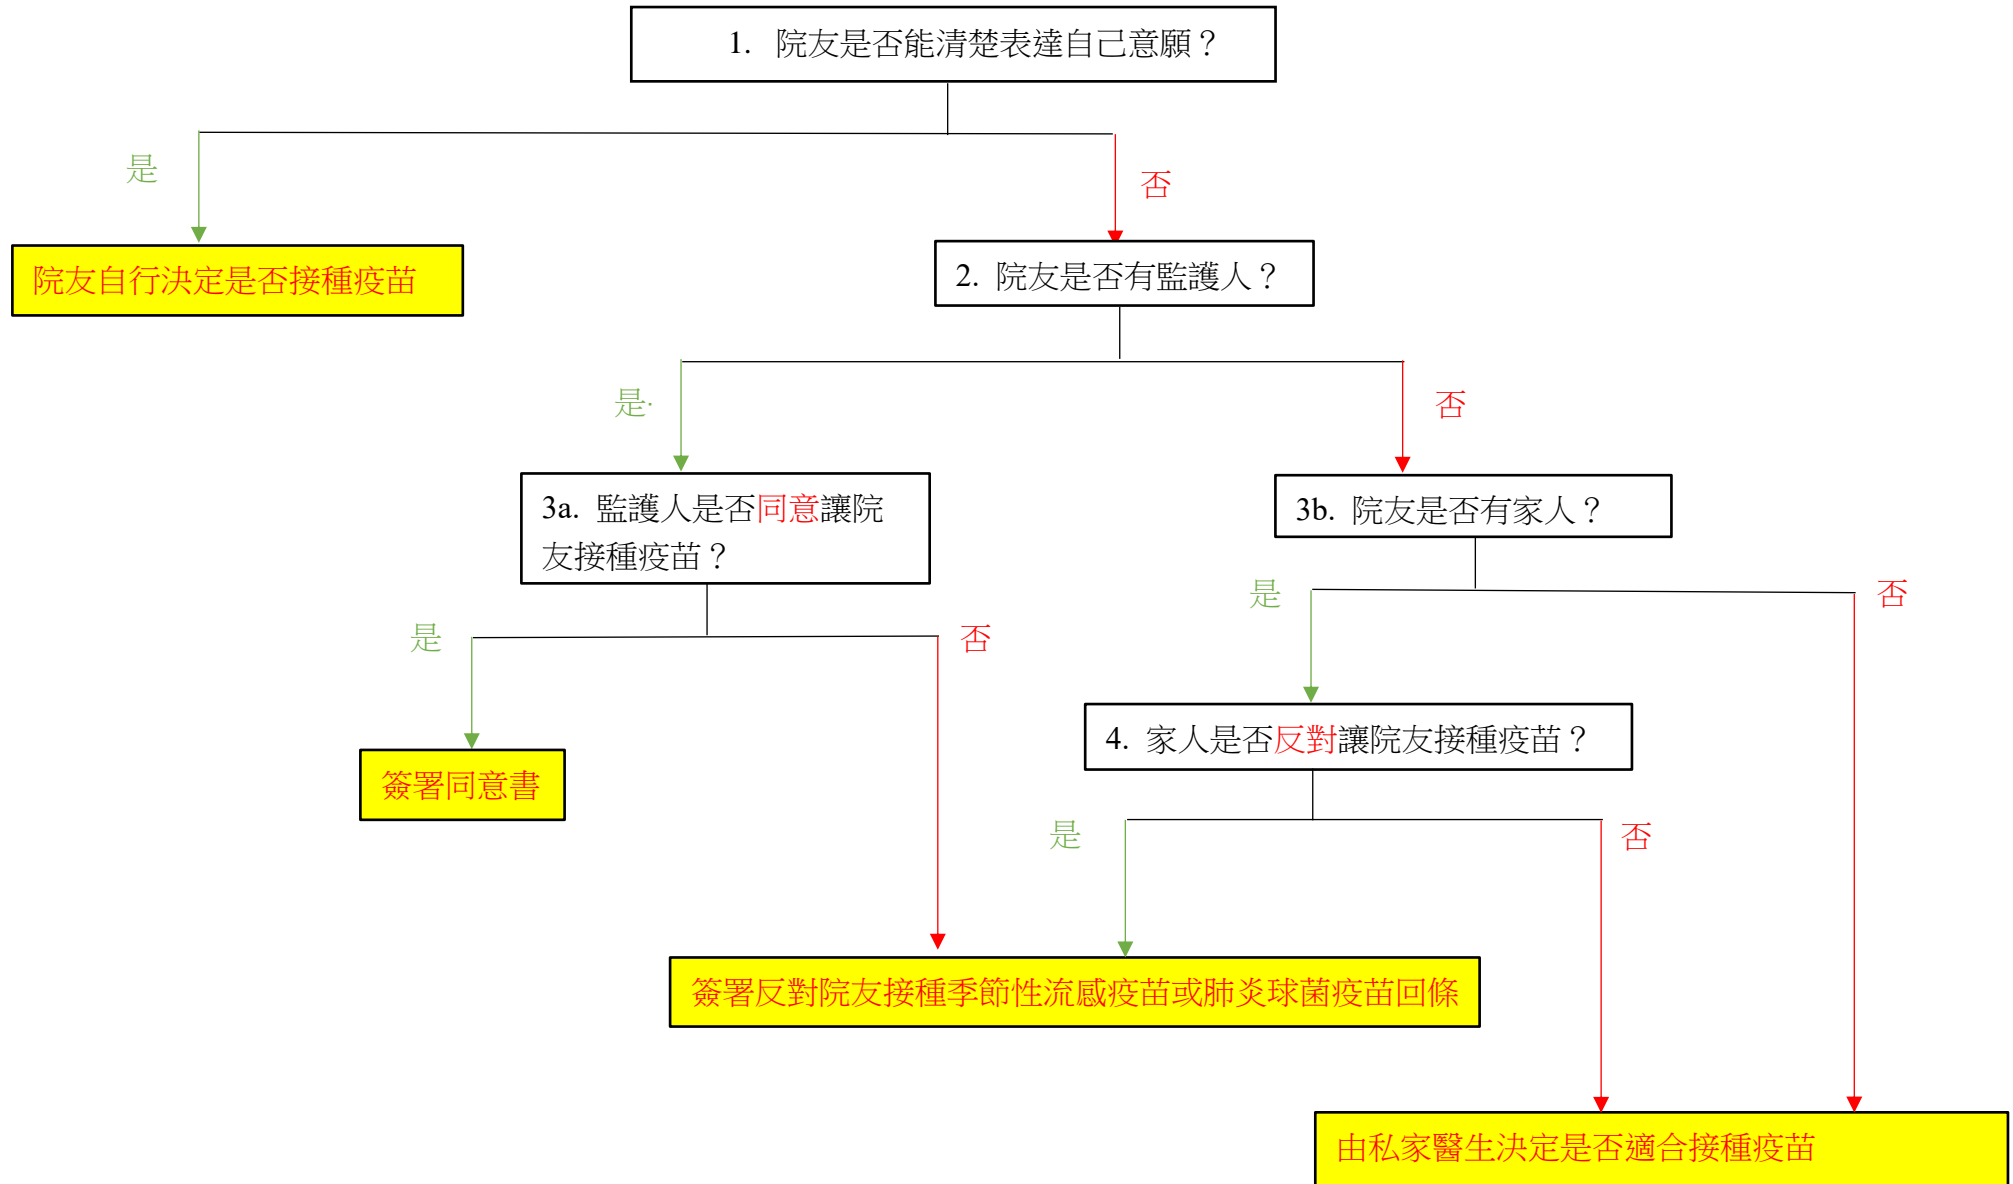 1. 院友是否能清楚表達自己意願？
是
否
院友自行決定是否接種疫苗
2. 院友是否有監護人？
是
否
3a. 監護人是否同意讓院
友接種疫苗？
3b. 院友是否有家人？
是
否
是
否
4. 家人是否反對讓院友接種疫苗？
簽署同意書
是
否
簽署反對院友接種季節性流感疫苗或肺炎球菌疫苗回條
由私家醫生決定是否適合接種疫苗